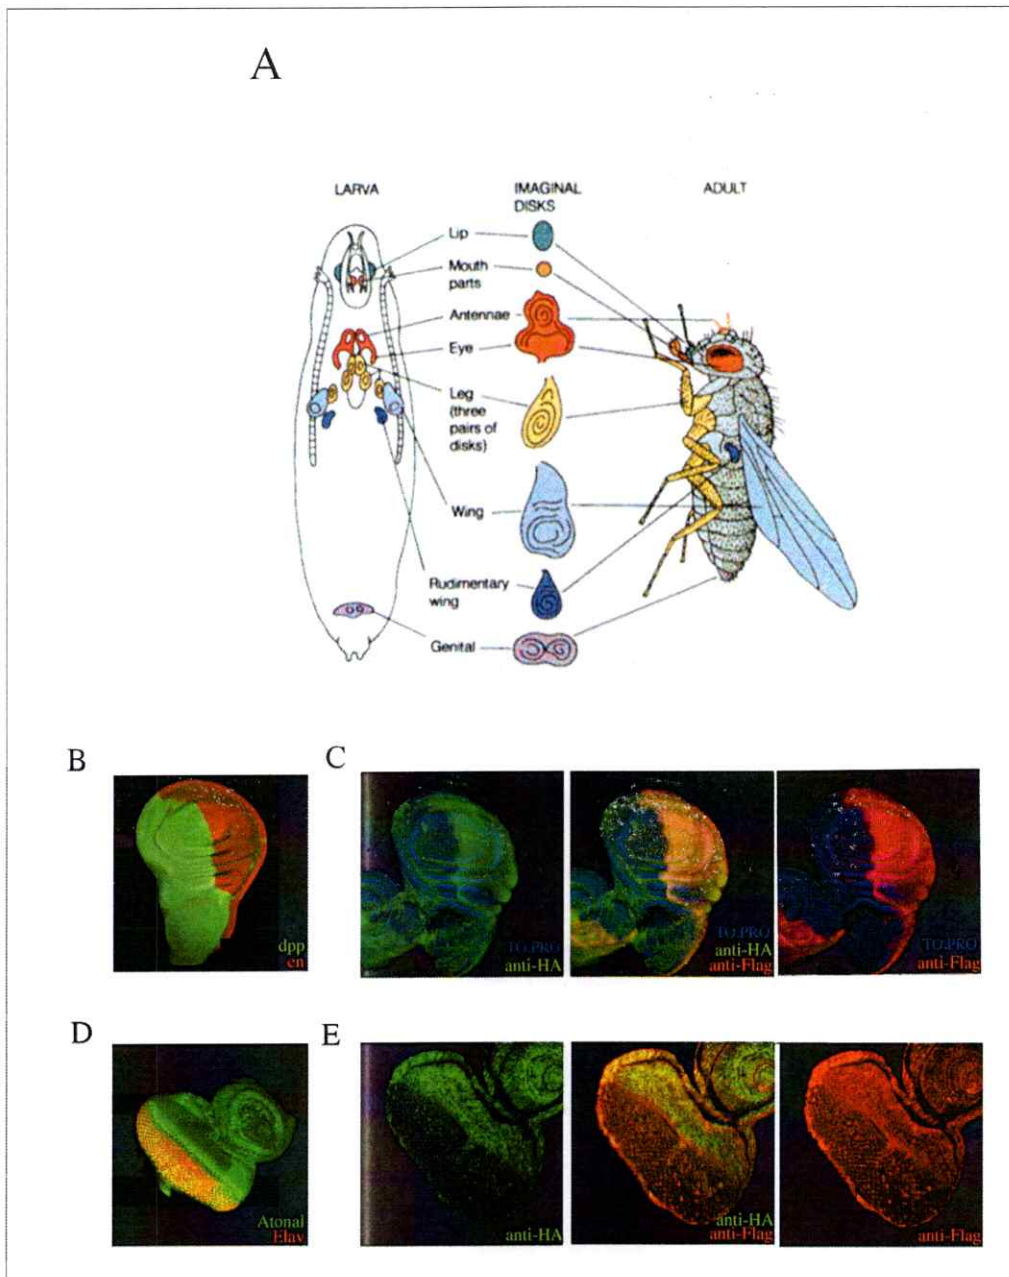 A
LARVA
IMAGINAL
DISKS
ADULT
Lip
Mouth
parts
Antennae
Eye
Leg
(three
pairs of
disks)
Wing
Rudimentary
wing
Genital
B
dpp
en
C
TO.PRO
anti-HA
TO.PRO
anti-HA
anti-Flag
TO.PRO
anti-Flag
D
Atonal
Elav
E
anti-HA
anti-HA
anti-Flag
anti-Flag